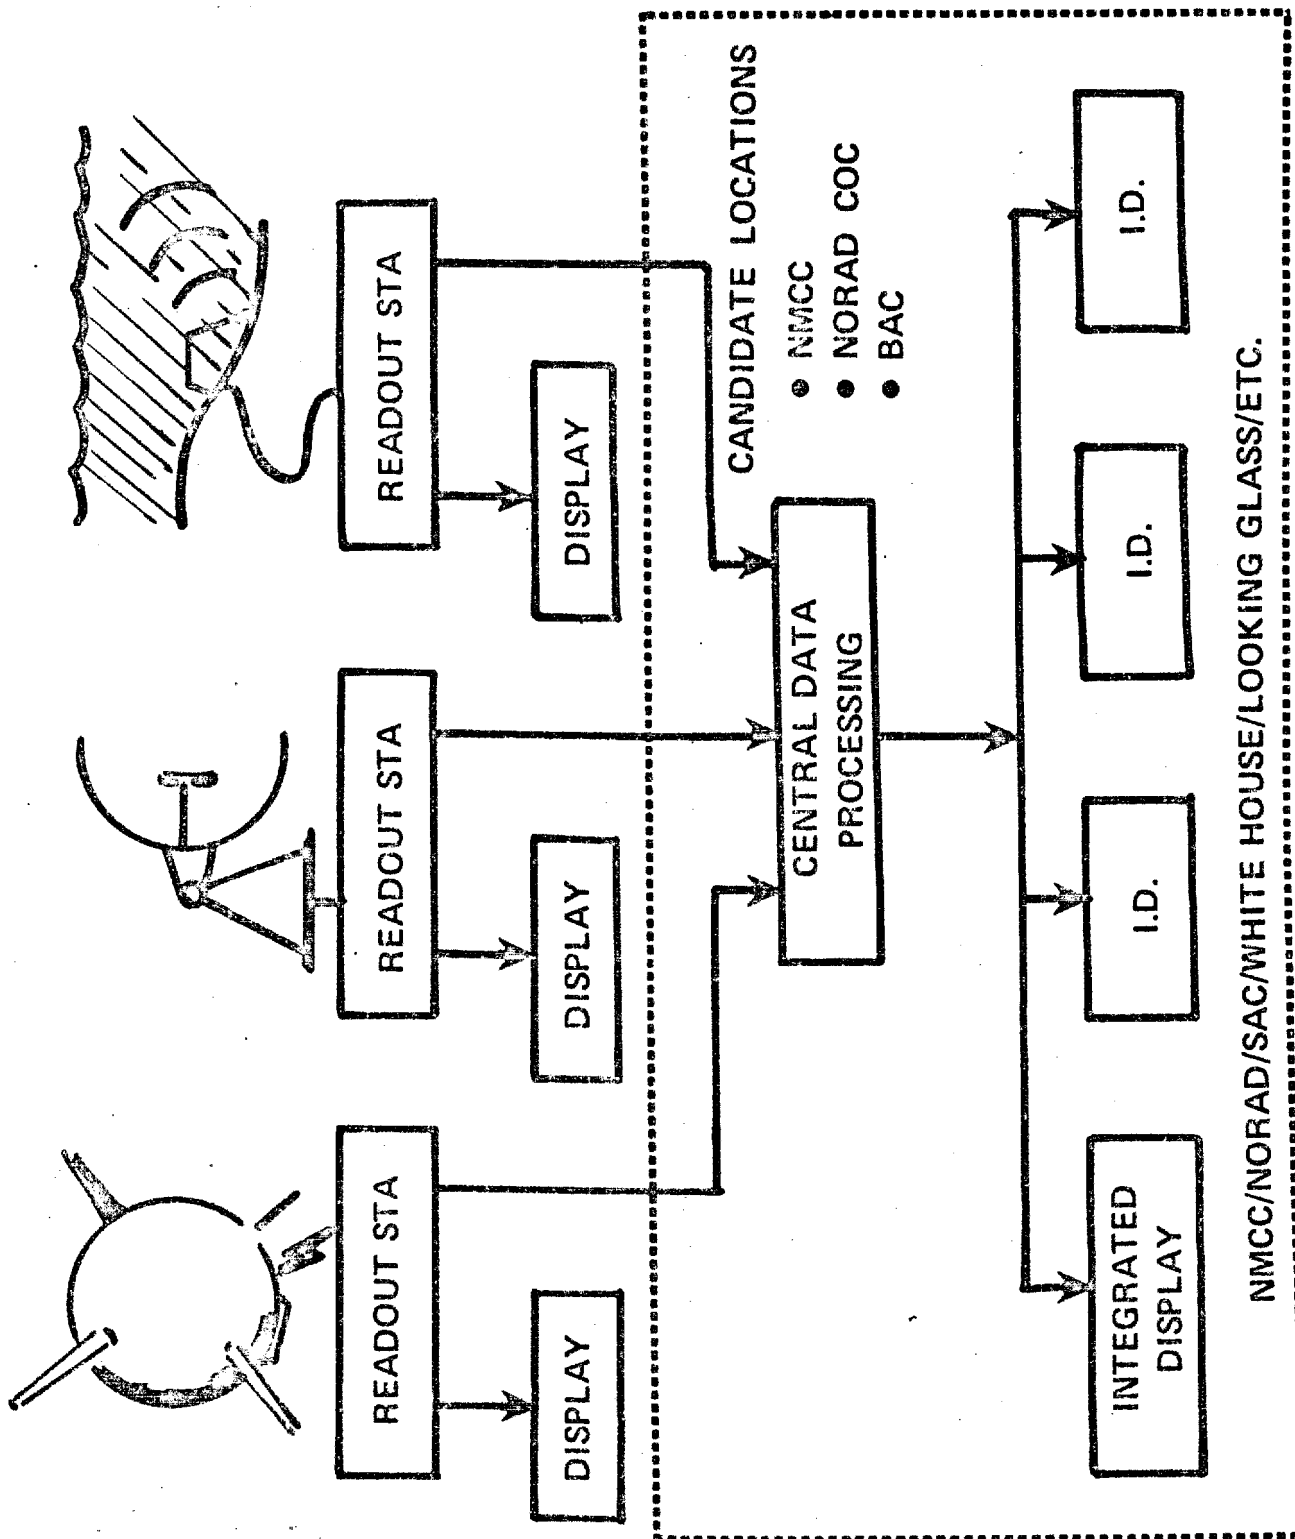 READOUT STA
READOUT STA
READOUT STA
DISPLAY
DISPLAY
DISPLAY
CANDIDATE LOCATIONS
● NMCC
● NORAD COC
● BAC
CENTRAL DATA
PROCESSING
INTEGRATED
DISPLAY
I.D.
I.D.
I.D.
NMCC/NORAD/SAC/WHITE HOUSE/LOOKING GLASS/ETC.